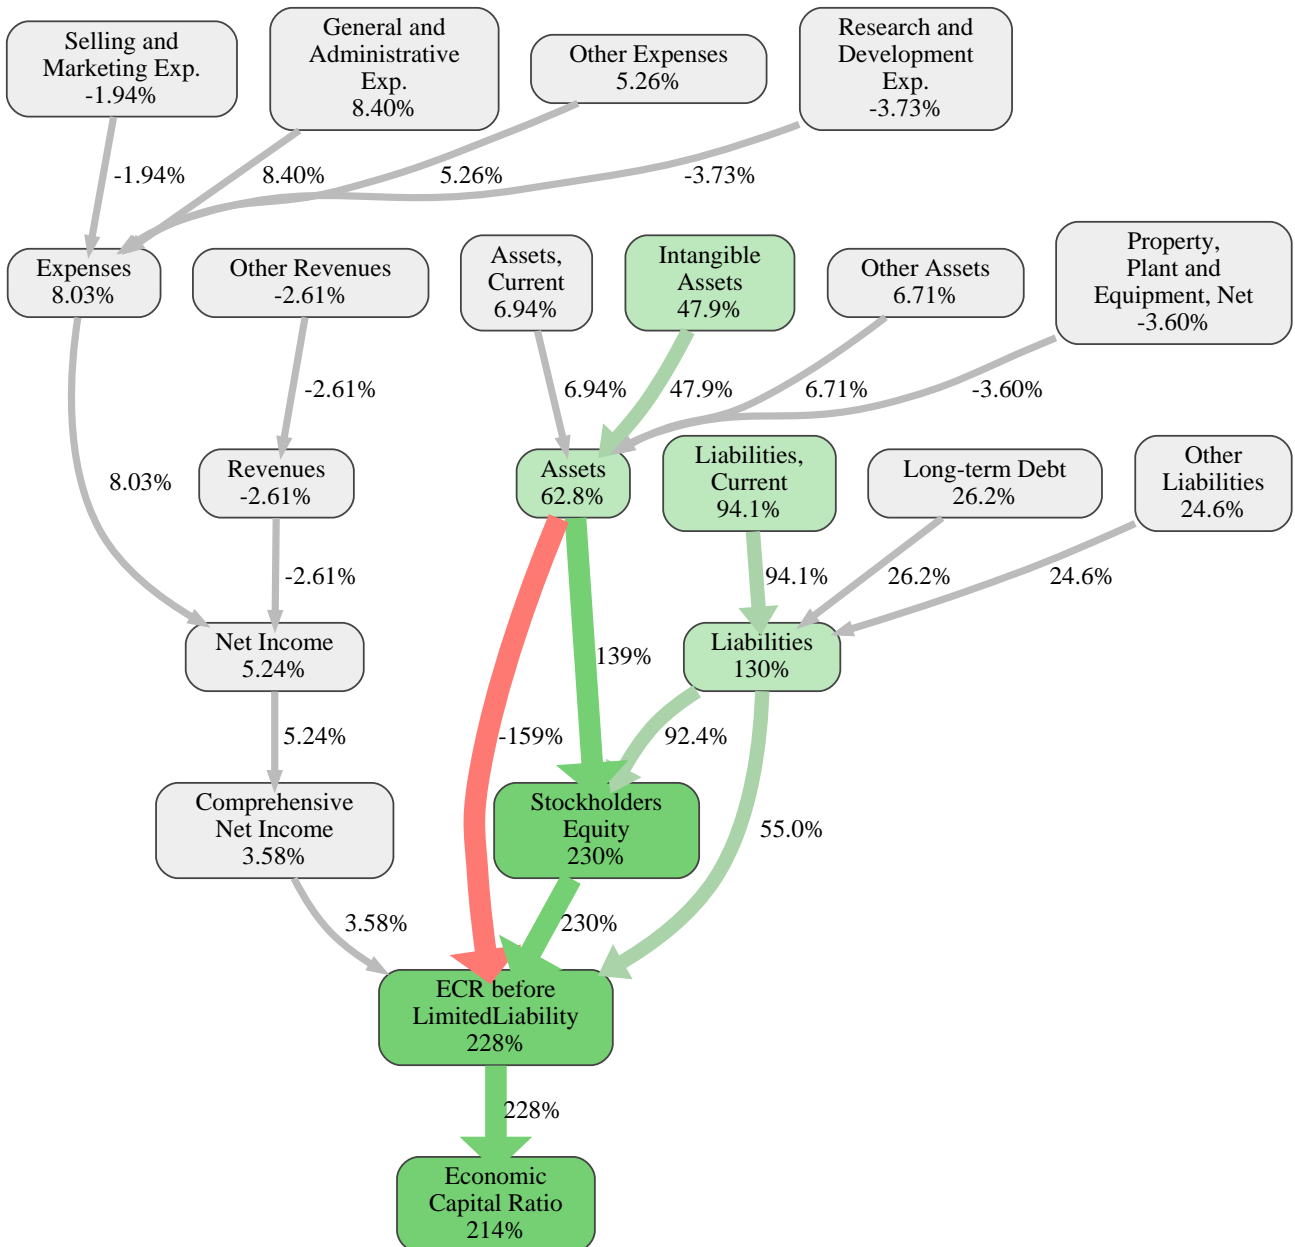 Selling and
Marketing Exp.
-1.94%
General and
Administrative
Exp.
8.40%
Other Expenses
5.26%
Research and
Development
Exp.
-3.73%
-1.94%
8.40%
5.26%
-3.73%
Expenses
8.03%
Other Revenues
-2.61%
Assets,
Current
6.94%
Intangible
Assets
47.9%
Other Assets
6.71%
Property,
Plant and
Equipment, Net
-3.60%
-2.61%
6.94%
47.9%
6.71%
-3.60%
8.03%
Revenues
-2.61%
Assets
62.8%
Liabilities,
Current
94.1%
Long-term Debt
26.2%
Other
Liabilities
24.6%
-2.61%
94.1%
26.2%
24.6%
Net Income
5.24%
139%
Liabilities
130%
5.24%
-159%
92.4%
Comprehensive
Net Income
3.58%
Stockholders
Equity
230%
55.0%
3.58%
230%
ECR before
LimitedLiability
228%
228%
Economic
Capital Ratio
214%